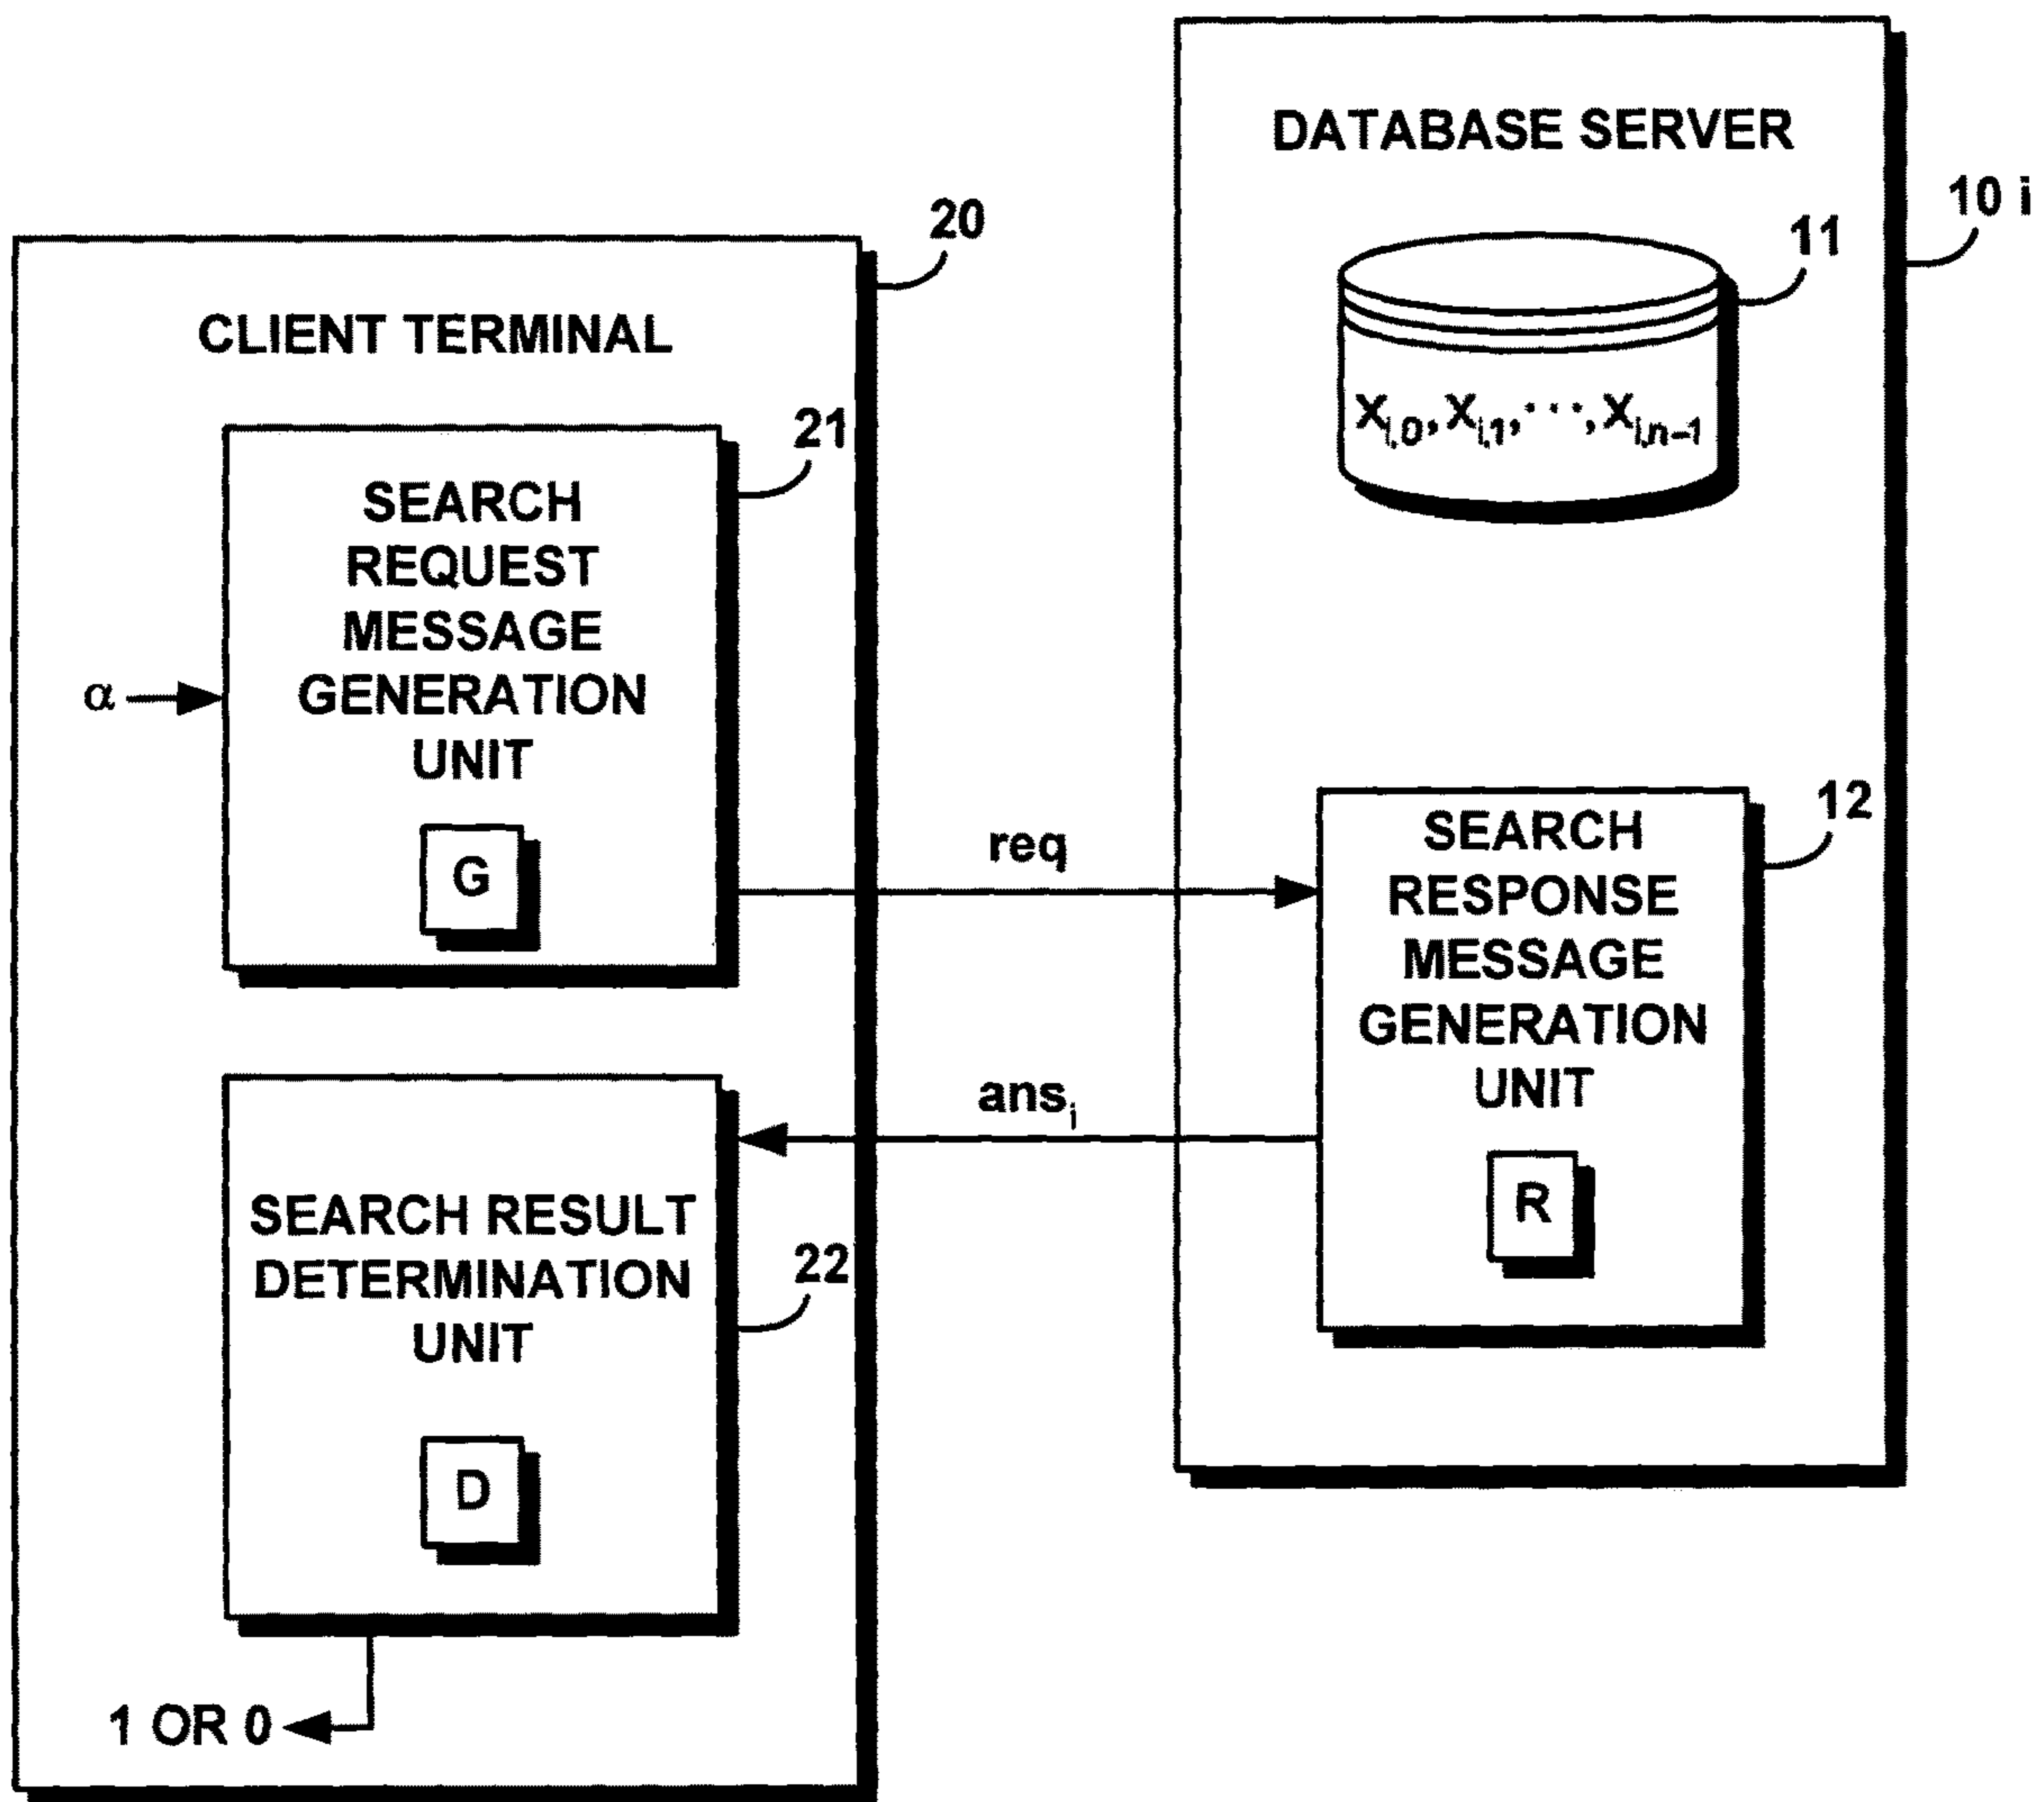 DATABASE SERVER
10 i
11
X_{i,0}, X_{i,1}, ···, X_{i,n-1}
20
CLIENT TERMINAL
21
SEARCH
REQUEST
MESSAGE
GENERATION
UNIT
α
G
req
12
SEARCH
RESPONSE
MESSAGE
GENERATION
UNIT
R
ans_i
22
SEARCH RESULT
DETERMINATION
UNIT
D
1 OR 0